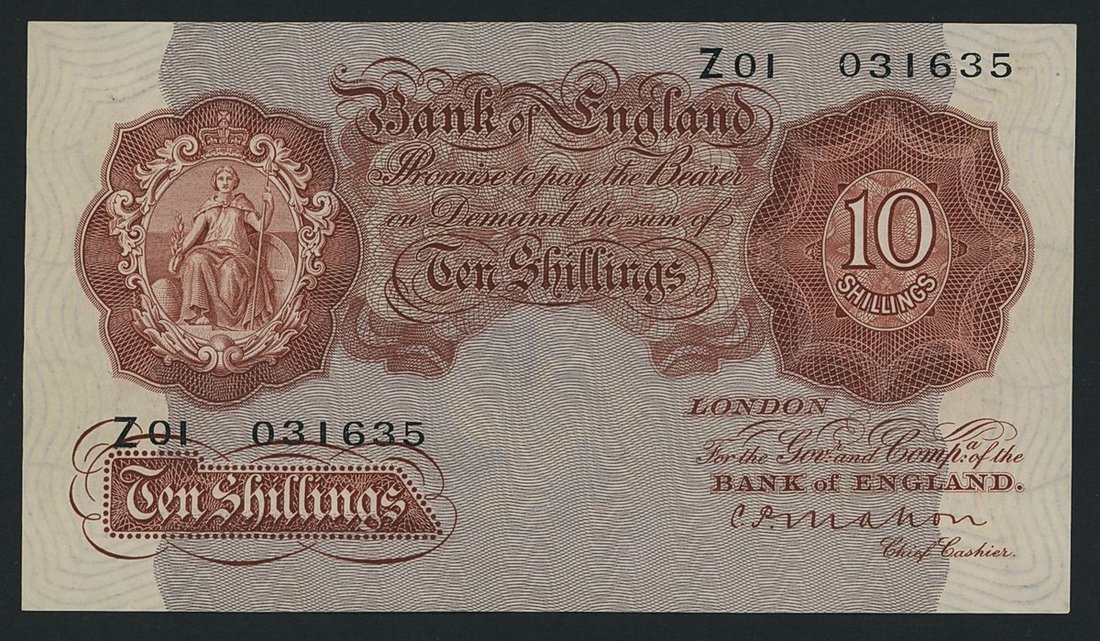 Z01 031635
Bank of England
Promise to pay the Bearer
on Demand the sum of
Ten Shillings
10
SHILLINGS
Z01 031635
Ten Shillings
LONDON
For the Govr. and Compa. of the
BANK of ENGLAND.
C P Mahon
Chief Cashier.